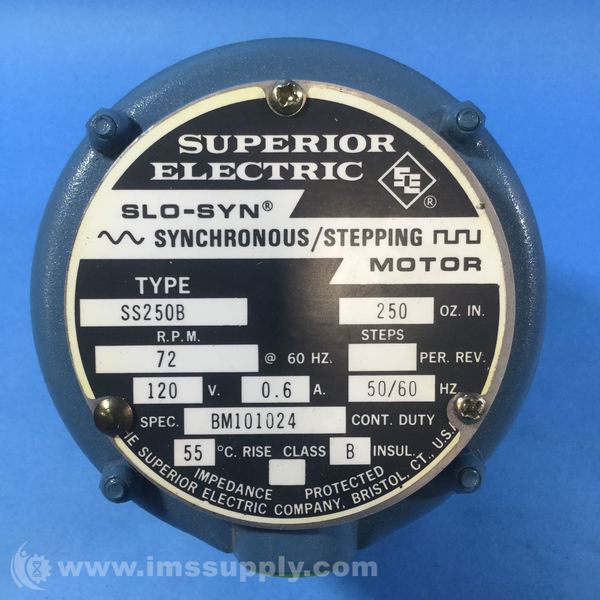 SUPERIOR
ELECTRIC
SLO-SYN®
SYNCHRONOUS/STEPPING
MOTOR
TYPE
SS250B 250 OZ. IN.
R.P.M. STEPS
72 @ 60 HZ. PER. REV.
120 V. 0.6 A. 50/60 HZ.
SPEC. BM101024 CONT. DUTY
55 °C. RISE CLASS B INSUL.
IMPEDANCE PROTECTED
THE SUPERIOR ELECTRIC COMPANY, BRISTOL, CT., U.S.
www.imssupply.com